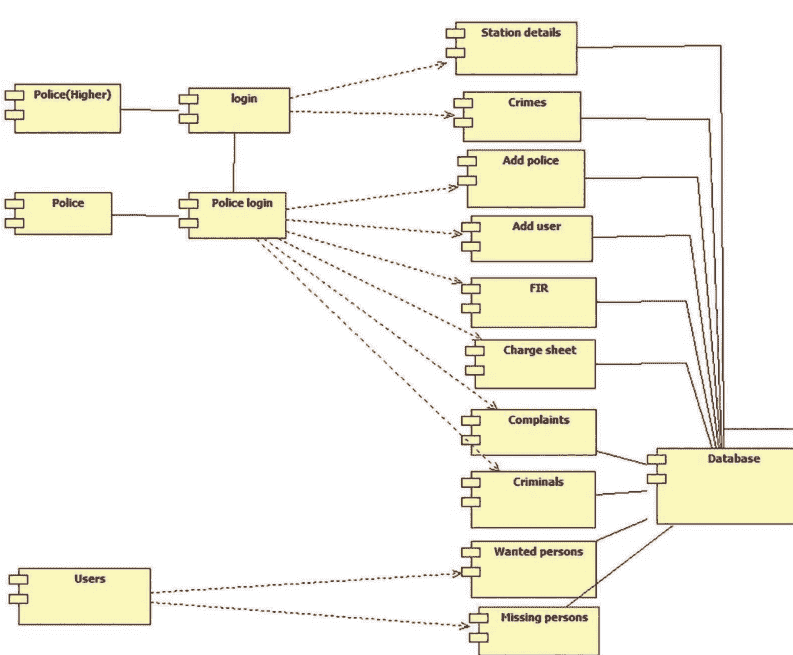 Station details
Police(Higher)
login
Crimes
Add police
Police
Police login
Add user
FIR
Charge sheet
Complaints
Database
Criminals
Wanted persons
Users
Missing persons